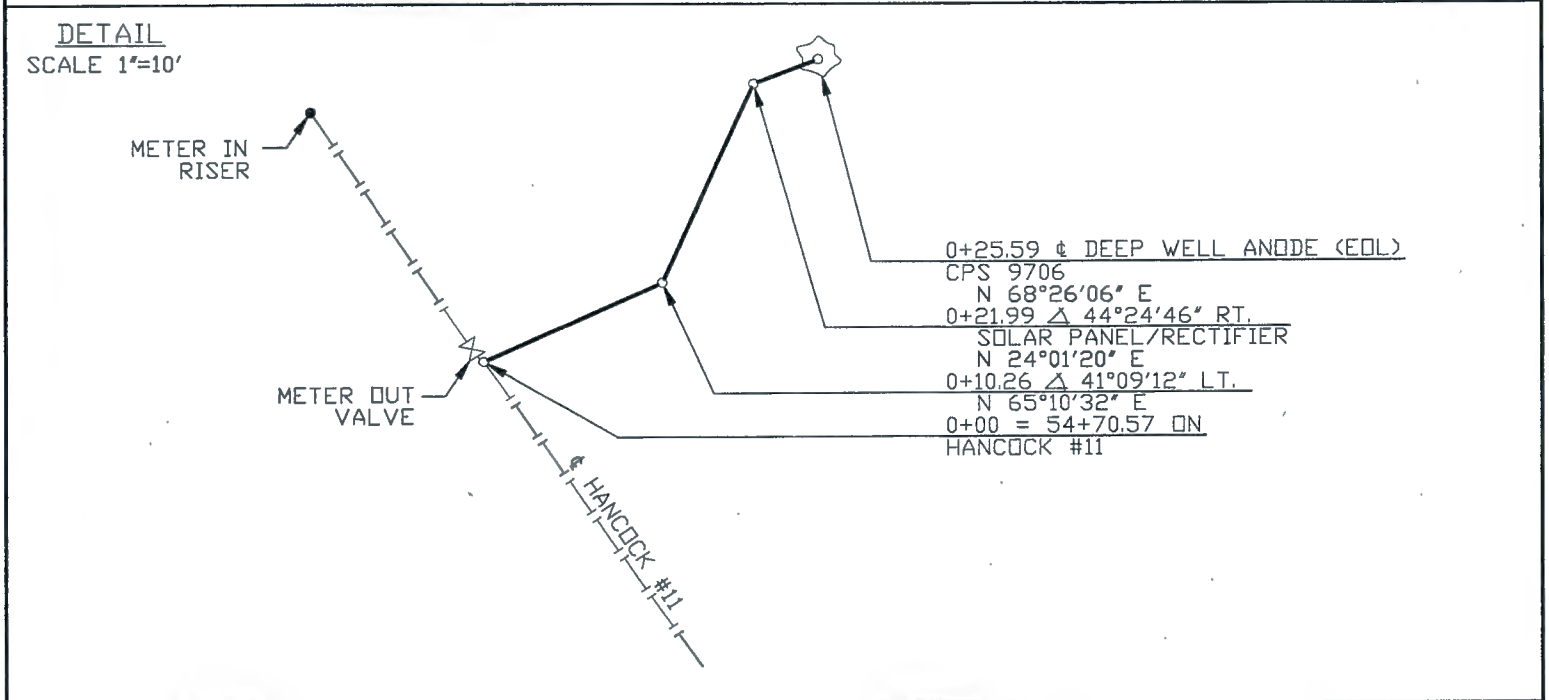 DETAIL
SCALE 1"=10'
METER IN
RISER
METER OUT
VALVE
℄ HANCOCK #11
0+25.59 ℄ DEEP WELL ANODE (EOL)
CPS 9706
N 68°26'06" E
0+21.99 △ 44°24'46" RT.
SOLAR PANEL/RECTIFIER
N 24°01'20" E
0+10.26 △ 41°09'12" LT.
N 65°10'32" E
0+00 = 54+70.57 ON
HANCOCK #11